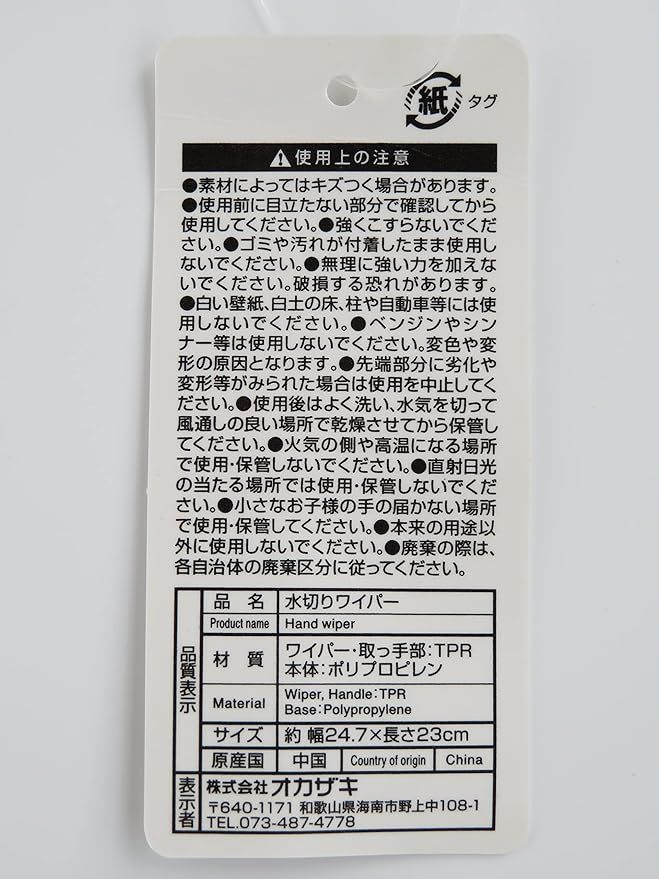 紙 タグ
⚠使用上の注意
●素材によってはキズつく場合があります。
●使用前に目立たない部分で確認してから
使用してください。●強くこすらないでくだ
さい。●ゴミや汚れが付着したまま使用し
ないでください。●無理に強い力を加えな
いでください。破損する恐れがあります。
●白い壁紙、白土の床、柱や自動車等には使
用しないでください。●ベンジンやシン
ナー等は使用しないでください。変色や変
形の原因となります。●先端部分に劣化や
変形等がみられた場合は使用を中止してく
ださい。●使用後はよく洗い、水気を切って
風通しの良い場所で乾燥させてから保管し
てください。●火気の側や高温になる場所
で使用・保管しないでください。●直射日光
の当たる場所では使用・保管しないでくだ
さい。●小さなお子様の手の届かない場所
で使用・保管してください。●本来の用途以
外に使用しないでください。●廃棄の際は、
各自治体の廃棄区分に従ってください。
品質表示
品名 水切りワイパー
Product name Hand wiper
材質 ワイパー・取っ手部:TPR
本体:ポリプロピレン
Material Wiper, Handle:TPR
Base:Polypropylene
サイズ 約 幅24.7×長さ23cm
原産国 中国 Country of origin China
表示者
株式会社オカザキ
〒640-1171 和歌山県海南市野上中108-1
TEL.073-487-4778